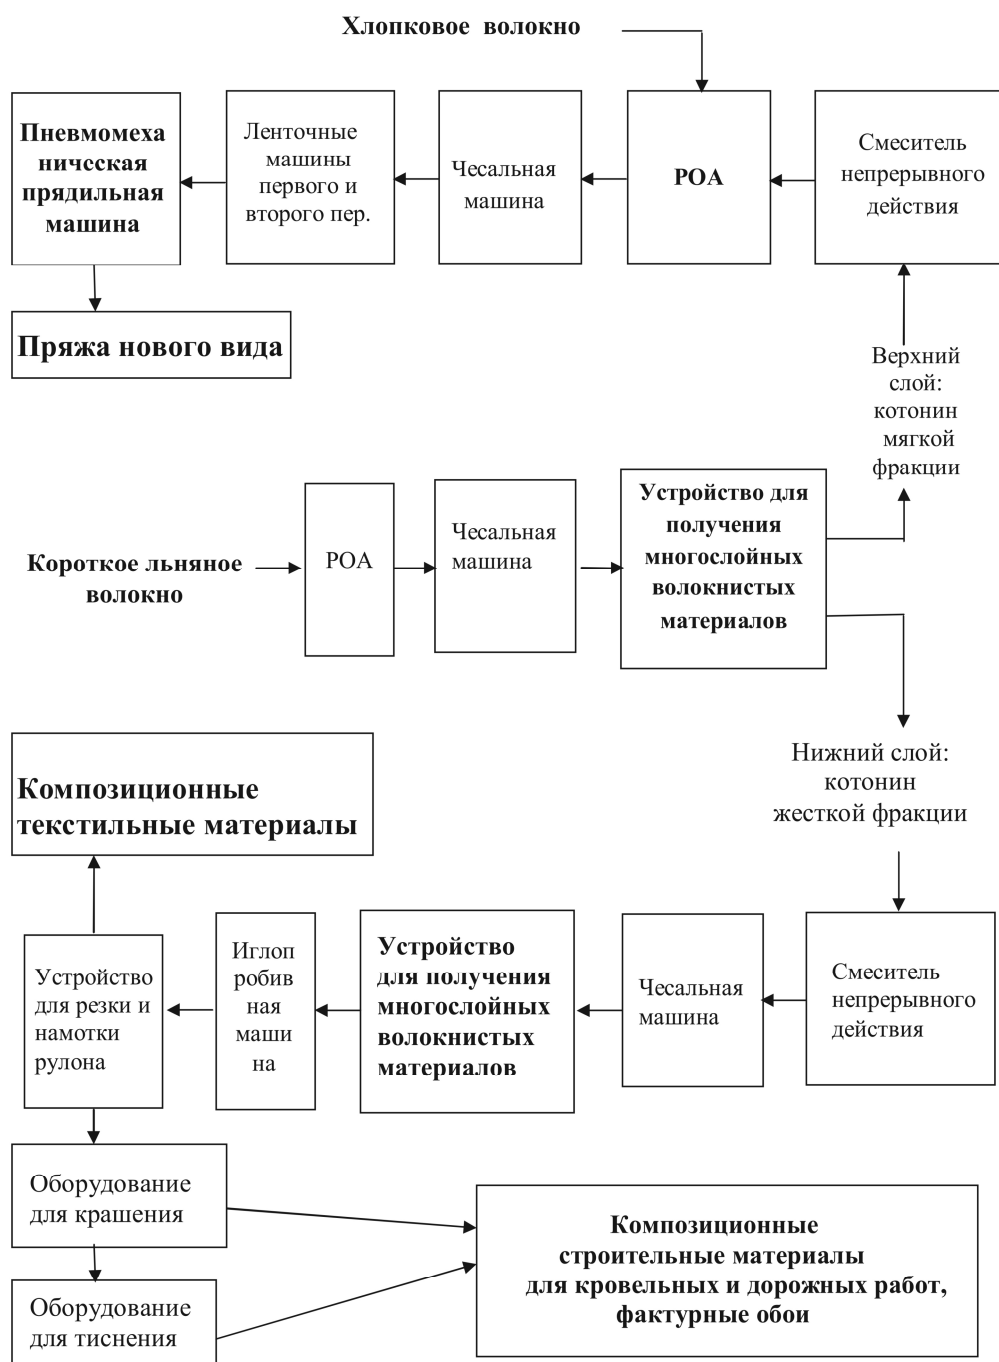 Хлопковое волокно
Пневмомеха
ническая
прядильная
машина
Ленточные
машины
первого и
второго пер.
Чесальная
машина
РОА
Смеситель
непрерывного
действия
Пряжа нового вида
Верхний
слой:
котонин
мягкой
фракции
Короткое льняное
волокно
РОА
Чесальная
машина
Устройство для
получения
многослойных
волокнистых
материалов
Нижний слой:
котонин
жесткой фракции
Композиционные
текстильные материалы
Устройство
для резки и
намотки
рулона
Иглоп
робив
ная
маши
на
Устройство
для получения
многослойных
волокнистых
материалов
Чесальная
машина
Смеситель
непрерывного
действия
Оборудование
для крашения
Оборудование
для тиснения
Композиционные
строительные материалы
для кровельных и дорожных работ,
фактурные обои